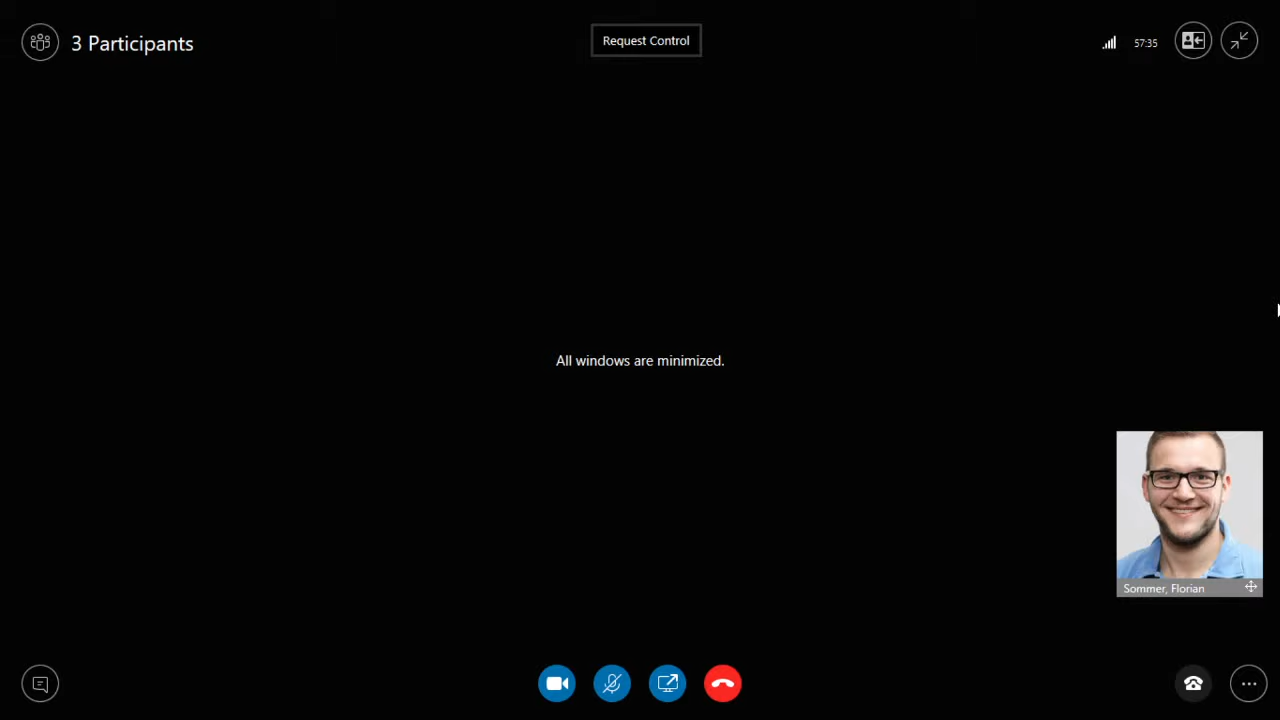 3 Participants
Request Control
57:35
All windows are minimized.
Sommer, Florian